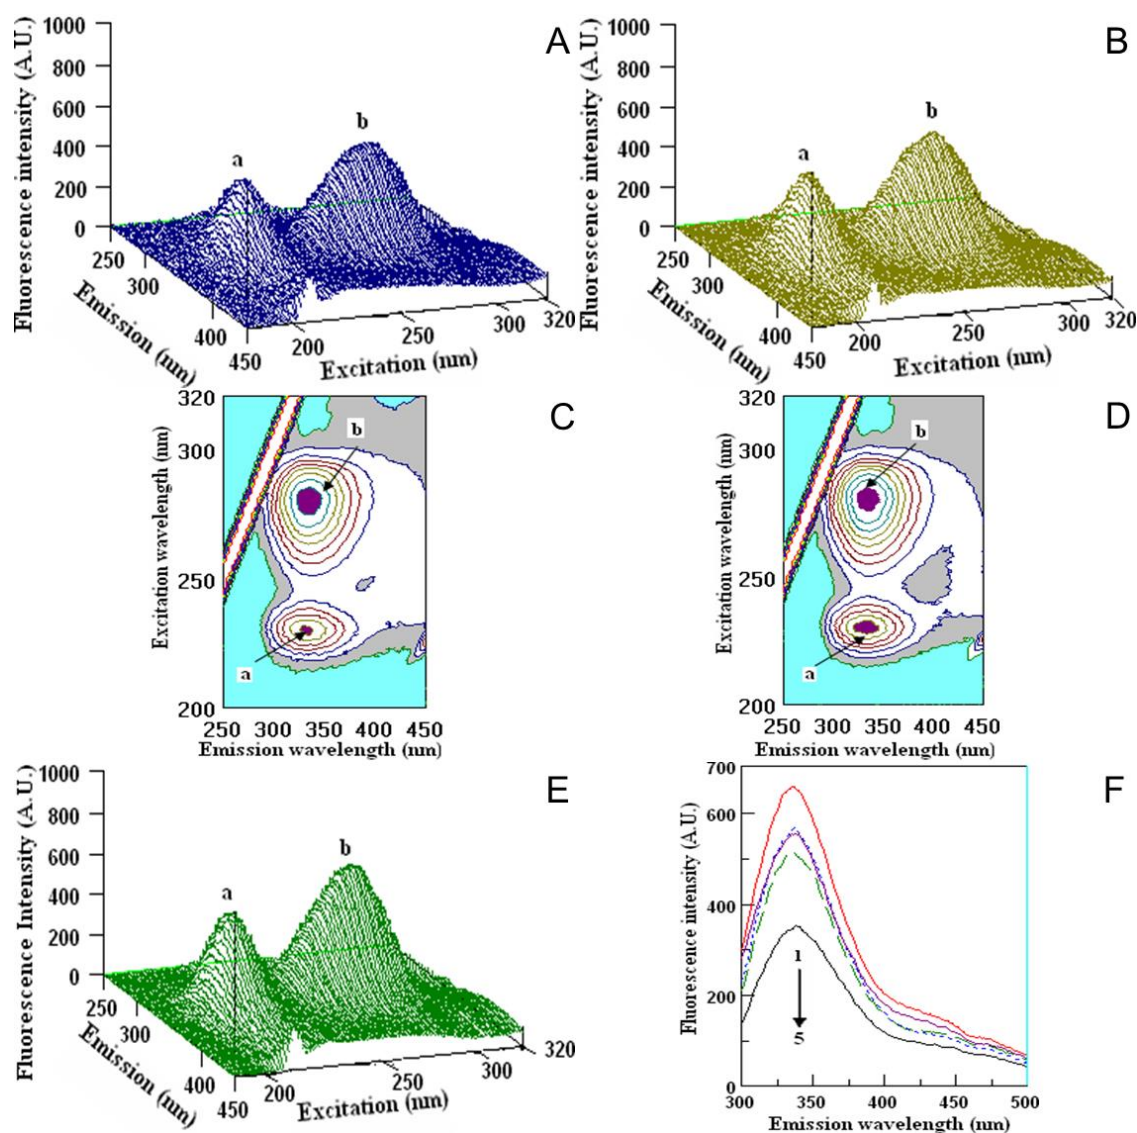 A
Fluorescence intensity (A.U.)
1000
800
600
400
200
0
a
b
250
300
400
450
Emission (nm)
200
250
300
320
Excitation (nm)
B
Fluorescence intensity (A.U.)
1000
800
600
400
200
0
a
b
250
300
400
450
Emission (nm)
200
250
300
320
Excitation (nm)
C
Excitation wavelength (nm)
320
300
250
200
b
a
250 300 350 400 450
Emission wavelength (nm)
D
Excitation wavelength (nm)
320
300
250
200
b
a
250 300 350 400 450
Emission wavelength (nm)
E
Fluorescence Intensity (A.U.)
1000
800
600
400
200
0
a
b
250
300
400
450
Emission (nm)
200
250
300
320
Excitation (nm)
F
Fluorescence intensity (A.U.)
700
600
400
200
0
1
5
300 350 400 450 500
Emission wavelength (nm)